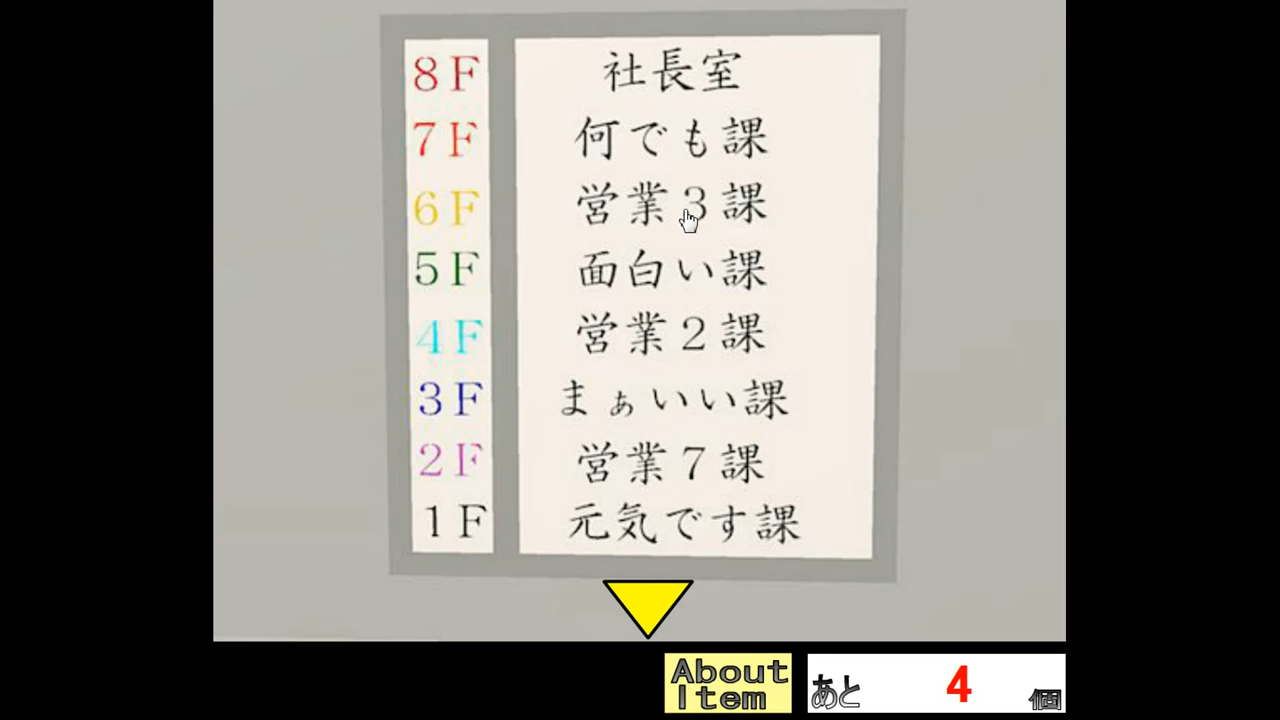 ８Ｆ 社長室
７Ｆ 何でも課
６Ｆ 営業３課
５Ｆ 面白い課
４Ｆ 営業２課
３Ｆ まぁいい課
２Ｆ 営業７課
１Ｆ 元気です課
About
Item
あと 4 個